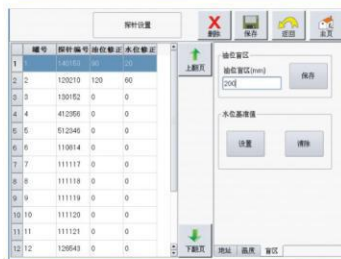 探针设置
删除 保存 返回 主页
罐号 探针编号 油位修正 水位修正
1 1 140153 90 20
2 2 120210 120 60
3 3 130152 0 0
4 4 412356 0 0
5 5 512346 0 0
6 6 110814 0 0
7 7 111117 0 0
8 8 111118 0 0
9 9 111119 0 0
10 10 111120 0 0
11 11 111121 0 0
12 12 126543 0 0
上翻页
下翻页
油位盲区
油位盲区(mm)
200
保存
水位基准值
设置 清除
地址 温度 盲区